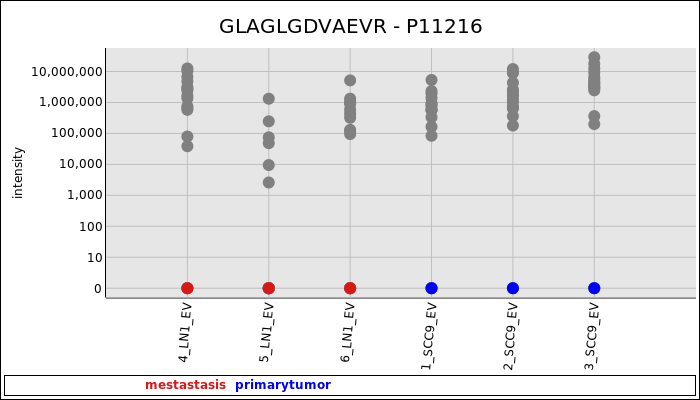 GLAGLGDVAEVR - P11216
intensity
10,000,000
1,000,000
100,000
10,000
1,000
100
10
0
4_LN1_EV
5_LN1_EV
6_LN1_EV
1_SCC9_EV
2_SCC9_EV
3_SCC9_EV
mestastasis primarytumor